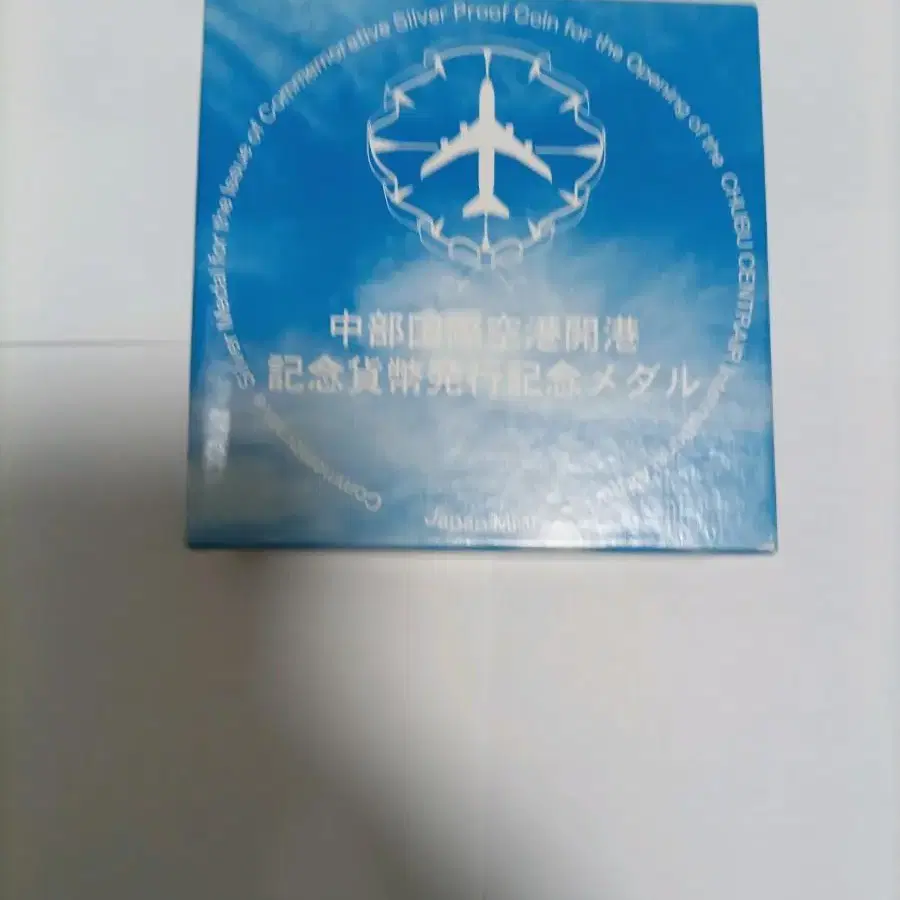 Silver Medal for the Issue of Commemorative Silver Proof Coin for the Opening of the CHUBU CENTRAIR
中部国際空港開港
記念貨幣発行記念メダル
Japan Mint